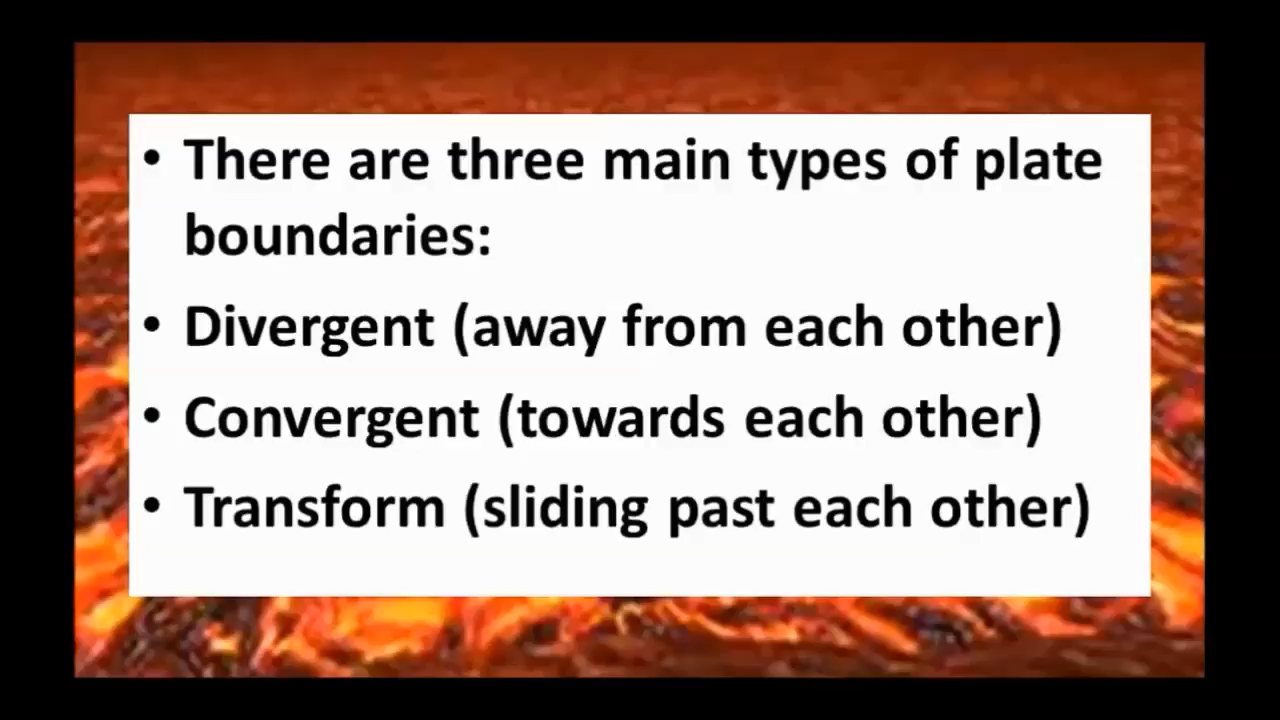 • There are three main types of plate
boundaries:
• Divergent (away from each other)
• Convergent (towards each other)
• Transform (sliding past each other)